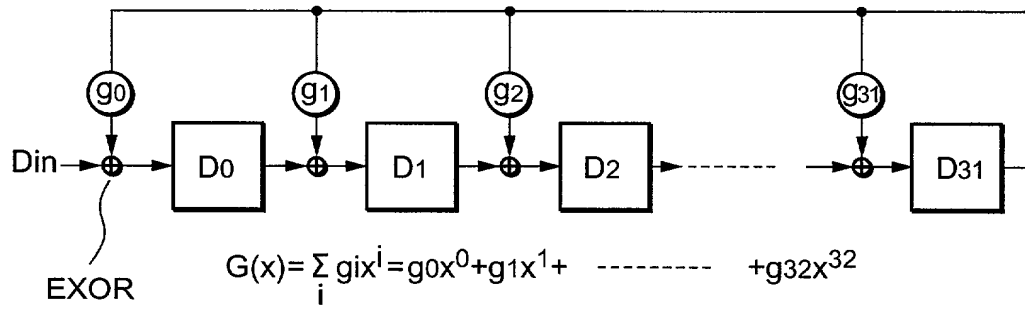 g0 g1 g2 g31
Din D0 D1 D2 D31
G(x)= Σ gix^i=g0x^0+g1x^1+ -------- +g32x^32
i
EXOR